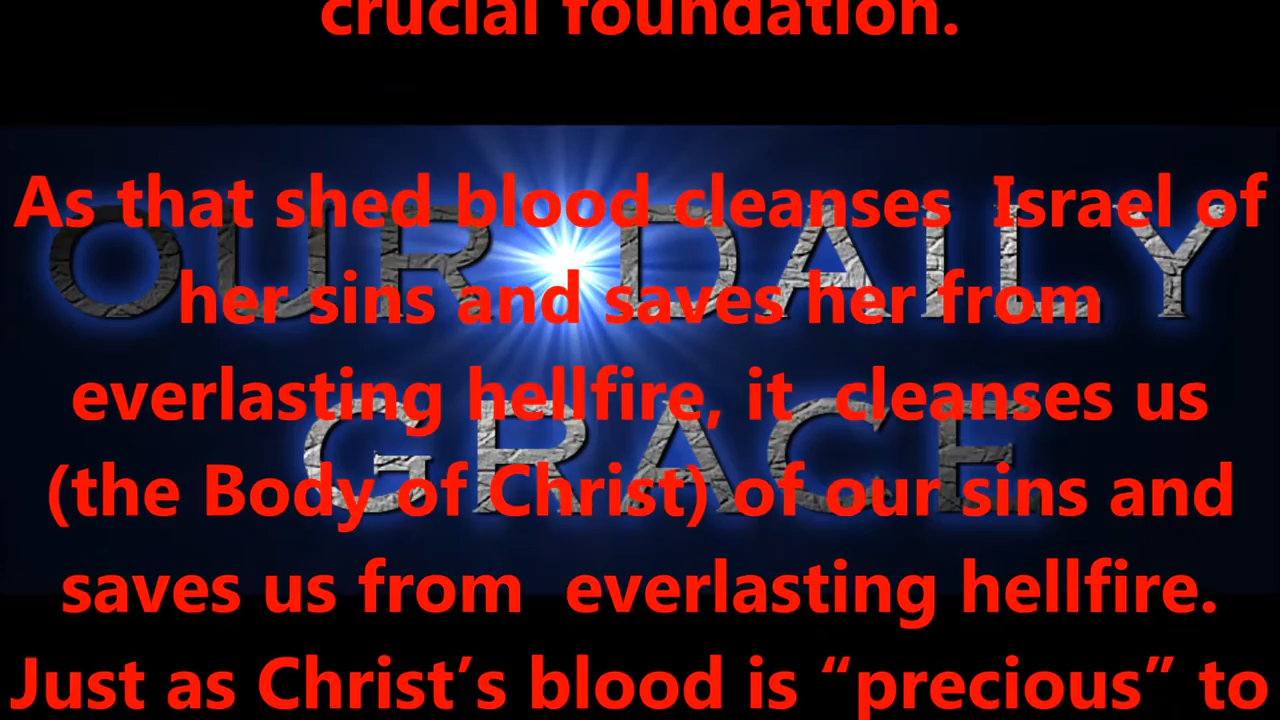 crucial foundation.
As that shed blood cleanses Israel of
OUR DAILY
her sins and saves her from
everlasting hellfire, it cleanses us
GRACE
(the Body of Christ) of our sins and
saves us from everlasting hellfire.
Just as Christ’s blood is “precious” to